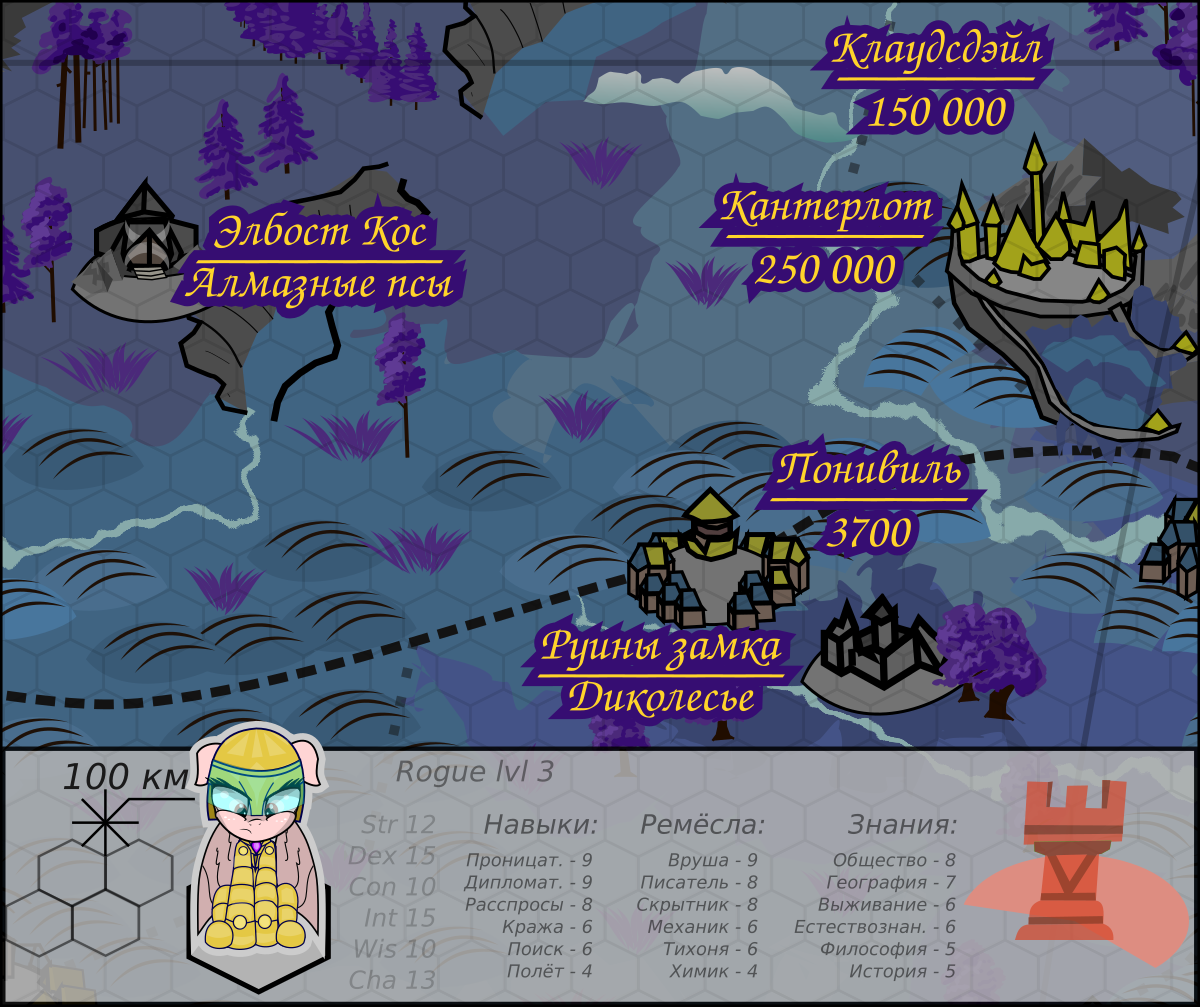 Клаудсдэйл
150 000
Кантерлот
250 000
Элбост Кос
Алмазные псы
Понивиль
3700
Руины замка
Диколесье
100 км
Rogue lvl 3
Str 12
Dex 15
Con 10
Int 15
Wis 10
Cha 13
Навыки:
Проницат. - 9
Дипломат. - 9
Расспросы - 8
Кража - 6
Поиск - 6
Полёт - 4
Ремёсла:
Вруша - 9
Писатель - 8
Скрытник - 8
Механик - 6
Тихоня - 6
Химик - 4
Знания:
Общество - 8
География - 7
Выживание - 6
Естествознан. - 6
Философия - 5
История - 5